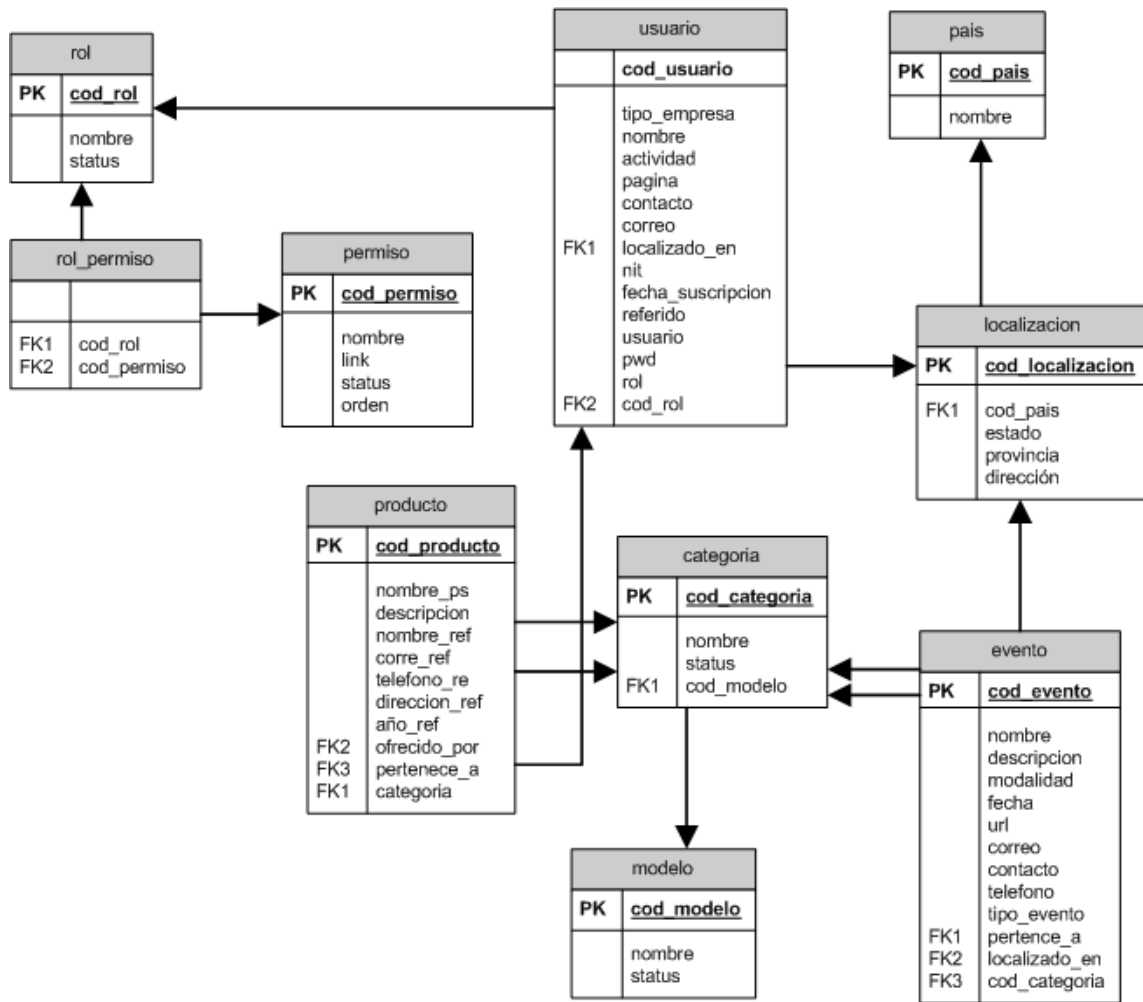 rol
PK cod_rol
nombre
status
usuario
cod_usuario
tipo_empresa
nombre
actividad
pagina
contacto
correo
FK1 localizado_en
nit
fecha_suscripcion
referido
usuario
pwd
rol
FK2 cod_rol
pais
PK cod_pais
nombre
rol_permiso
FK1 cod_rol
FK2 cod_permiso
permiso
PK cod_permiso
nombre
link
status
orden
localizacion
PK cod_localizacion
FK1 cod_pais
estado
provincia
dirección
producto
PK cod_producto
nombre_ps
descripcion
nombre_ref
corre_ref
telefono_re
direccion_ref
año_ref
FK2 ofrecido_por
FK3 pertenece_a
FK1 categoria
categoria
PK cod_categoria
nombre
status
FK1 cod_modelo
evento
PK cod_evento
nombre
descripcion
modalidad
fecha
url
correo
contacto
telefono
tipo_evento
FK1 pertence_a
FK2 localizado_en
FK3 cod_categoria
modelo
PK cod_modelo
nombre
status